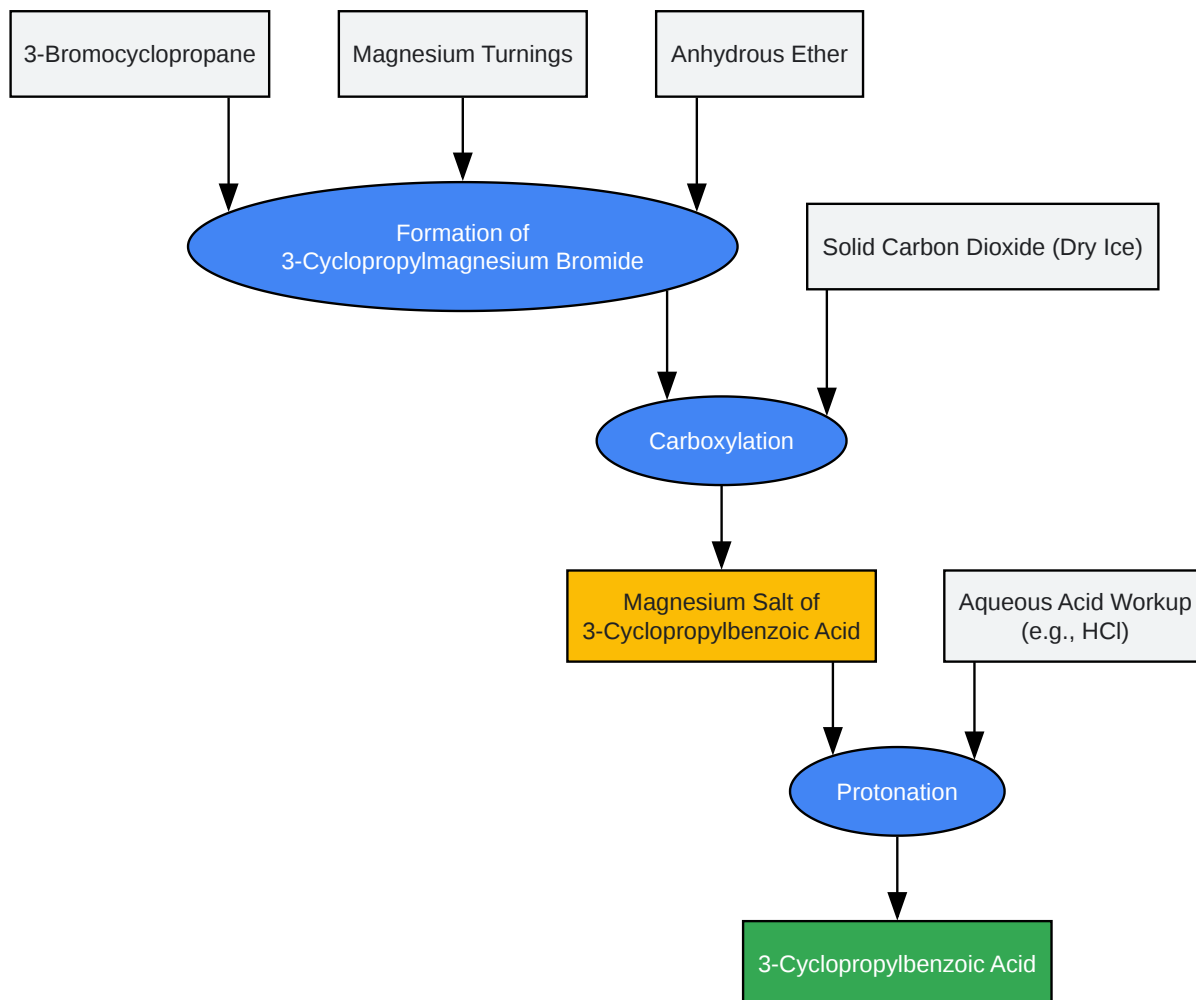 3-Bromocyclopropane
Magnesium Turnings
Anhydrous Ether
Formation of
3-Cyclopropylmagnesium Bromide
Solid Carbon Dioxide (Dry Ice)
Carboxylation
Magnesium Salt of
3-Cyclopropylbenzoic Acid
Aqueous Acid Workup
(e.g., HCl)
Protonation
3-Cyclopropylbenzoic Acid